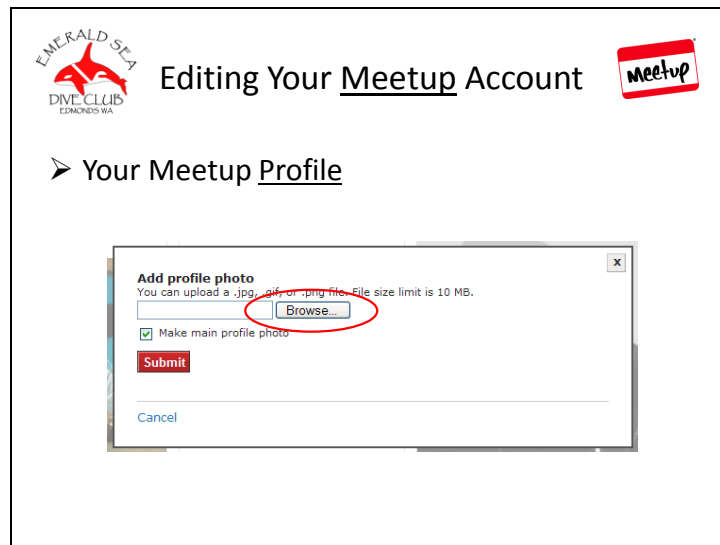 EMERALD SEA
DIVE CLUB
EDMONDS WA
Editing Your Meetup Account
Meetup
➢ Your Meetup Profile
x
Add profile photo
You can upload a .jpg, .gif, or .png file. File size limit is 10 MB.
Browse...
Make main profile photo
Submit
Cancel